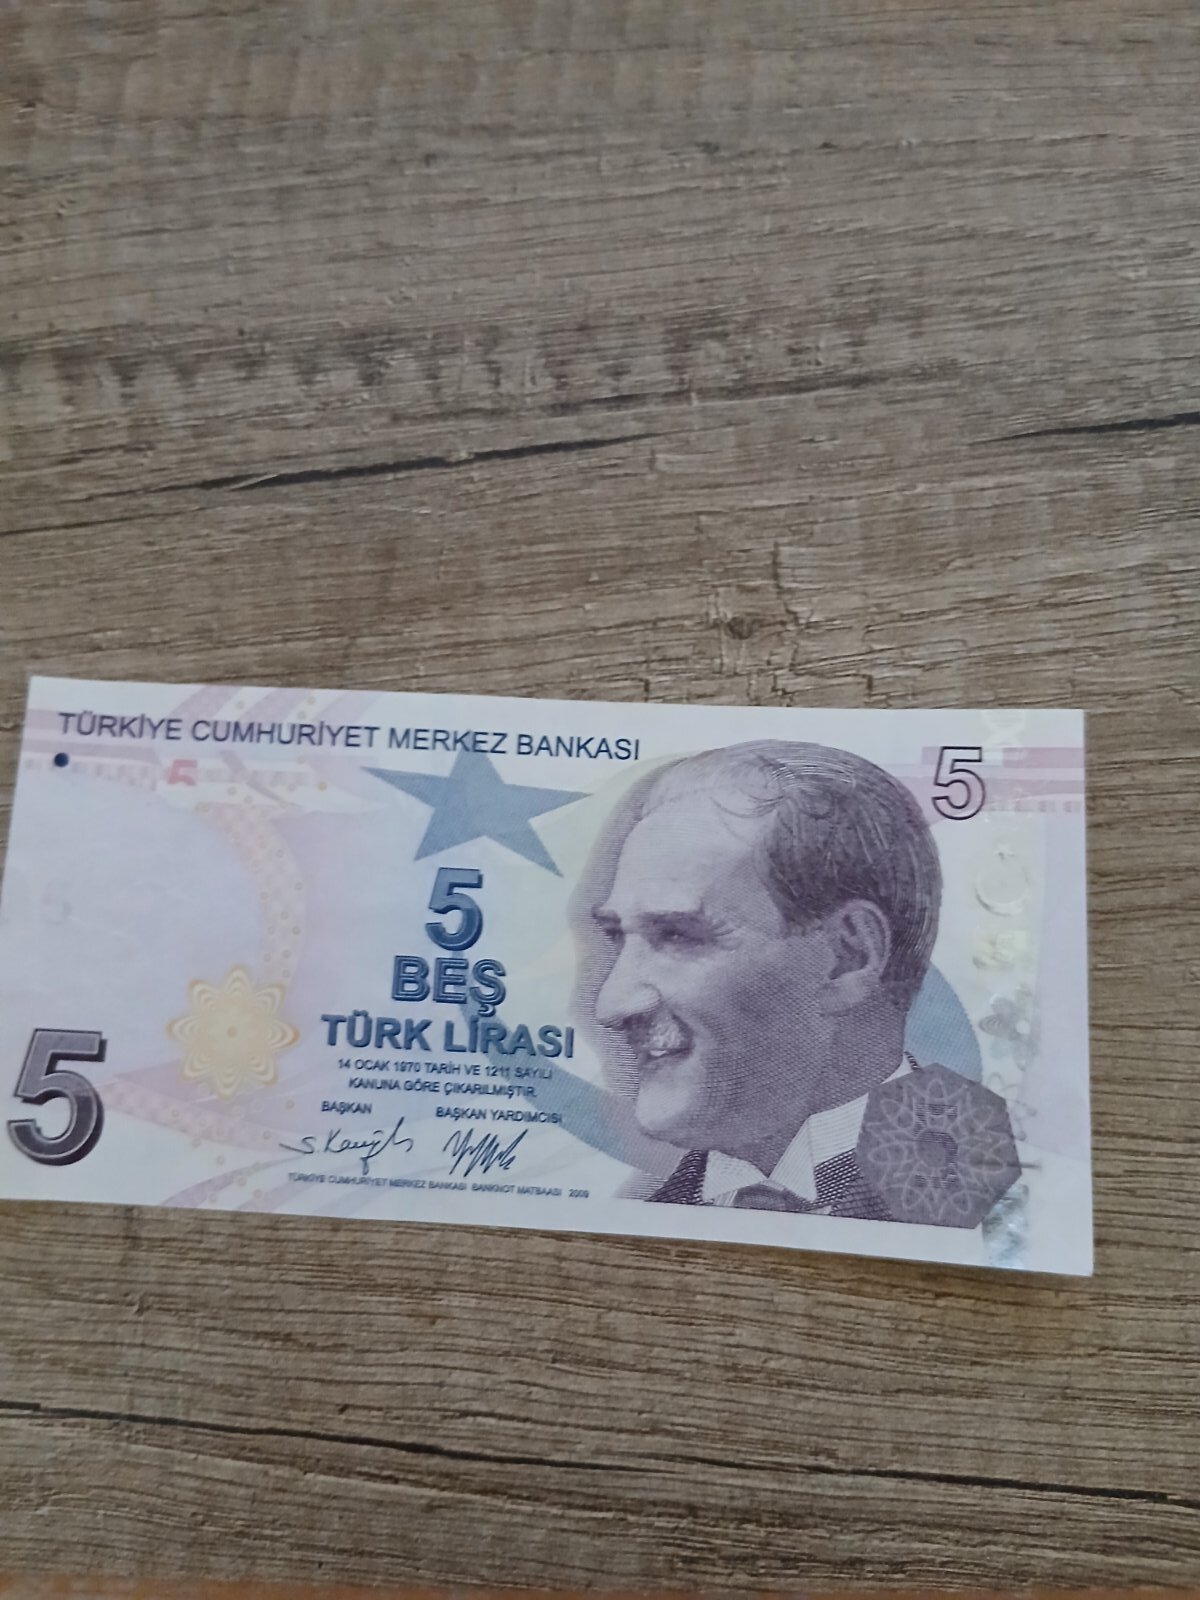 TÜRKİYE CUMHURİYET MERKEZ BANKASI
5
5
5
BEŞ
TÜRK LİRASI
14 OCAK 1970 TARİH VE 1211 SAYILI
KANUNA GÖRE ÇIKARILMIŞTIR.
BAŞKAN BAŞKAN YARDIMCISI
5
TÜRKİYE CUMHURİYET MERKEZ BANKASI BANKNOT MATBAASI 2009